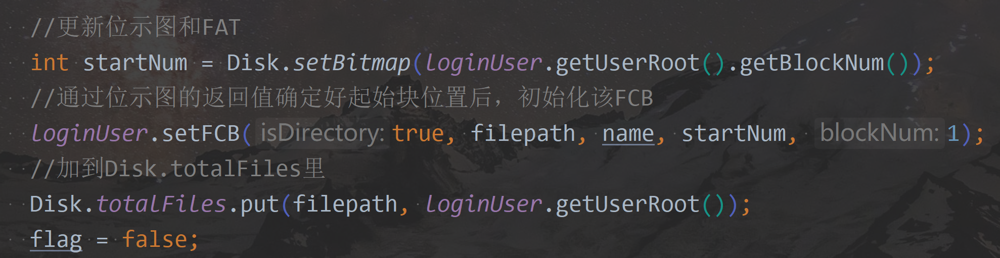 //更新位示图和FAT
int startNum = Disk.setBitmap(loginUser.getUserRoot().getBlockNum());
//通过位示图的返回值确定好起始块位置后，初始化该FCB
loginUser.setFCB( isDirectory: true, filepath, name, startNum, blockNum: 1);
//加到Disk.totalFiles里
Disk.totalFiles.put(filepath, loginUser.getUserRoot());
flag = false;